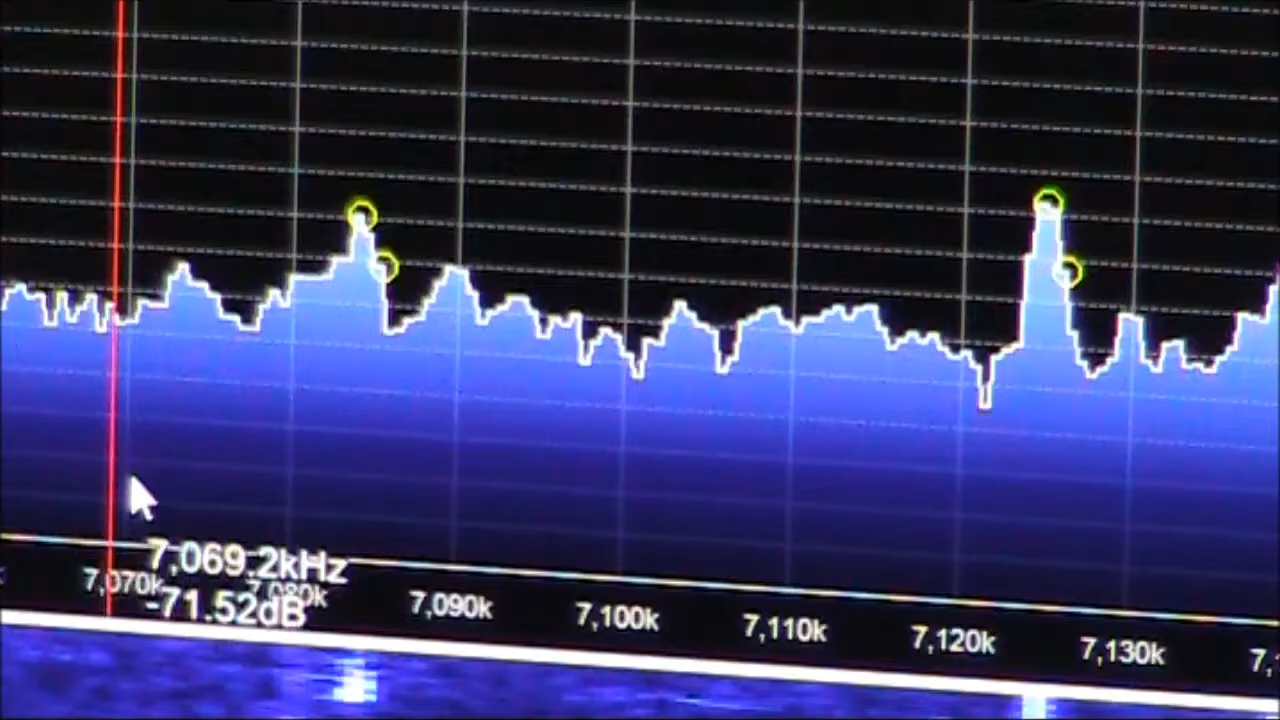 7,069.2kHz
-71.52dB
7,070k
7,080k
7,090k
7,100k
7,110k
7,120k
7,130k